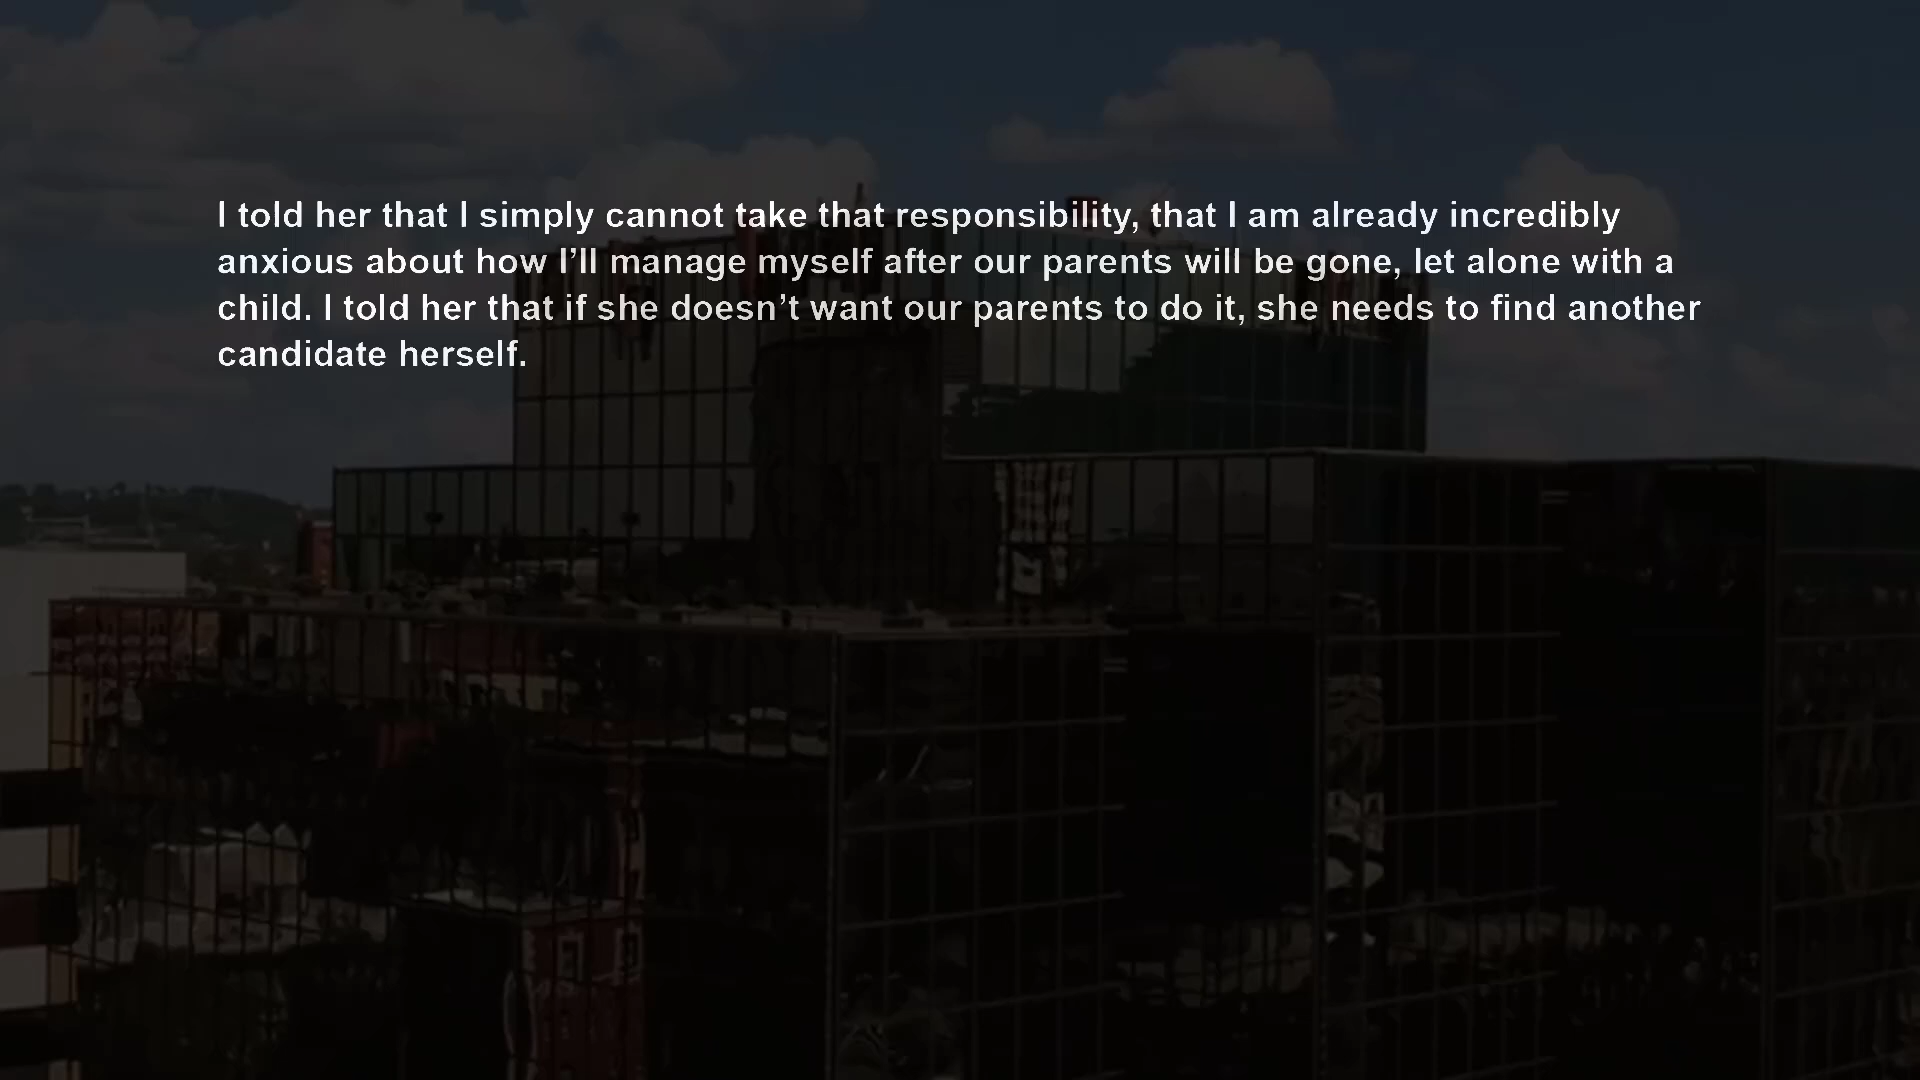 I told her that I simply cannot take that responsibility, that I am already incredibly
anxious about how I’ll manage myself after our parents will be gone, let alone with a
child. I told her that if she doesn’t want our parents to do it, she needs to find another
candidate herself.